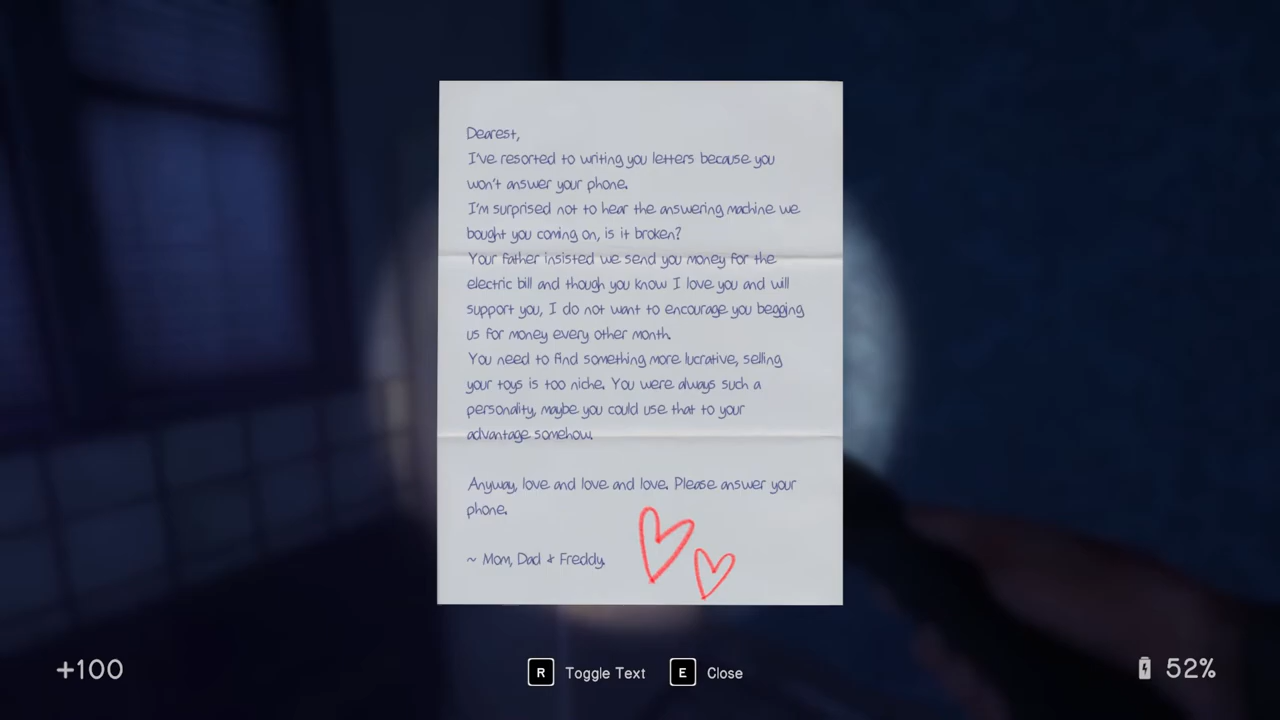 Dearest,
I've resorted to writing you letters because you
won't answer your phone.
I'm surprised not to hear the answering machine we
bought you coming on, is it broken?
Your father insisted we send you money for the
electric bill and though you know I love you and will
support you, I do not want to encourage you begging
us for money every other month.
You need to find something more lucrative, selling
your toys is too niche. You were always such a
personality, maybe you could use that to your
advantage somehow.
Anyway, love and love and love. Please answer your
phone.
~ Mom, Dad + Freddy.
+100
R Toggle Text E Close
52%